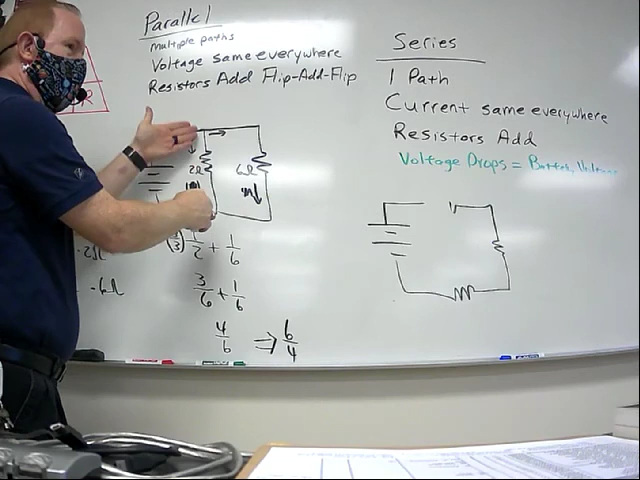 Parallel
multiple paths
Voltage same everywhere
Resistors Add Flip-Add-Flip
2Ω 6Ω
1/2 + 1/6
3/6 + 1/6
4/6 ⇒ 6/4
Series
1 Path
Current same everywhere
Resistors Add
Voltage Drops =
R